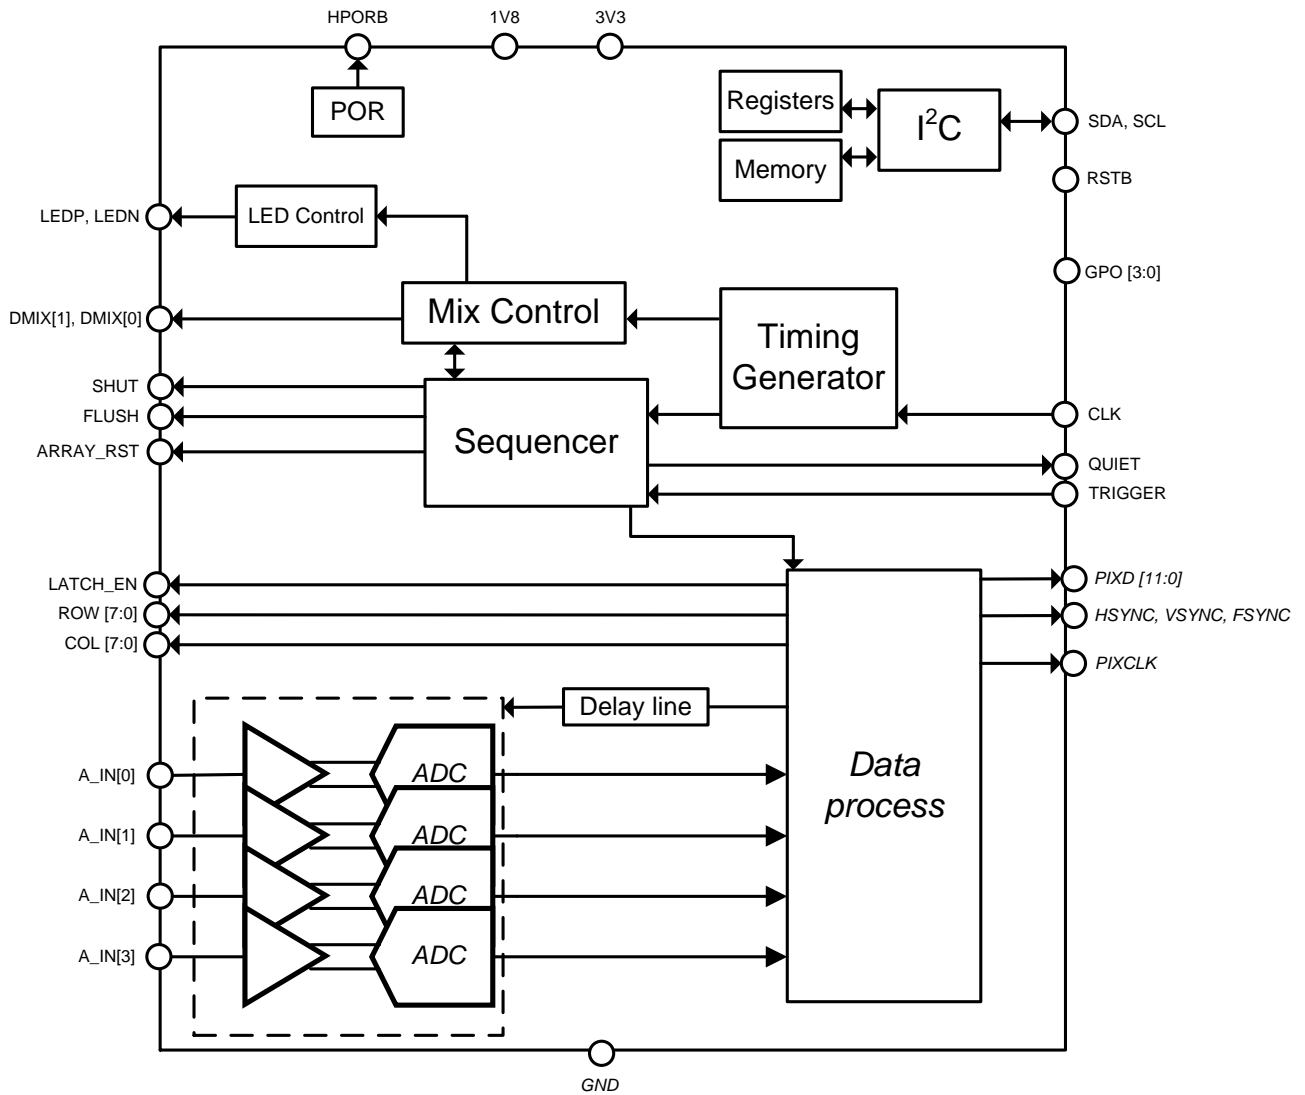 HPORB
1V8
3V3
POR
Registers
Memory
I²C
SDA, SCL
RSTB
LEDP, LEDN
LED Control
GPO [3:0]
DMIX[1], DMIX[0]
Mix Control
Timing
Generator
SHUT
FLUSH
ARRAY_RST
Sequencer
CLK
QUIET
TRIGGER
LATCH_EN
ROW [7:0]
COL [7:0]
PIXD [11:0]
HSYNC, VSYNC, FSYNC
PIXCLK
Delay line
Data
process
A_IN[0]
ADC
A_IN[1]
ADC
A_IN[2]
ADC
A_IN[3]
ADC
GND